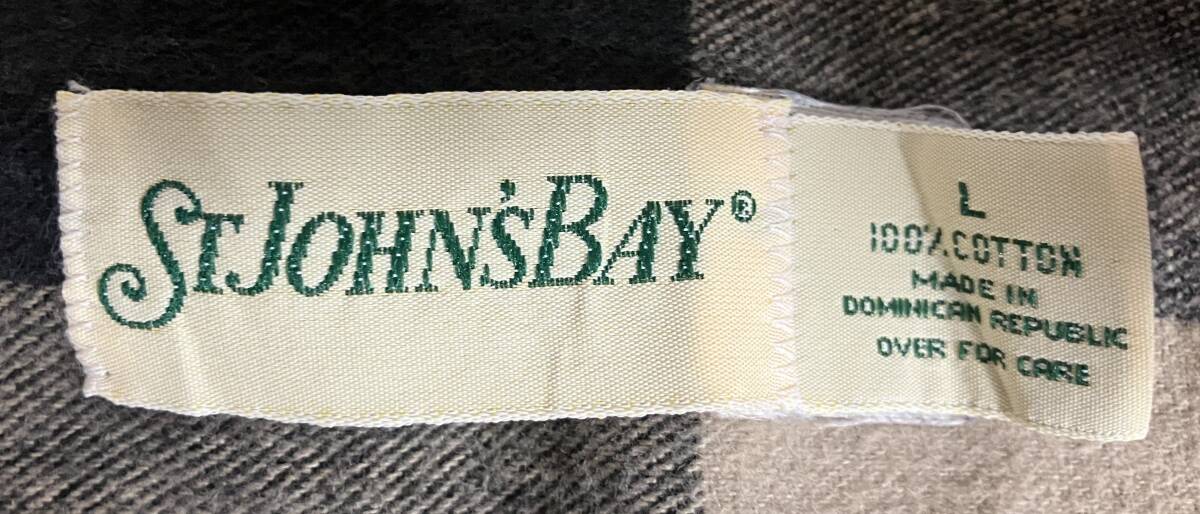 ST JOHN'S BAY®
L
100% COTTON
MADE IN
DOMINICAN REPUBLIC
OVER FOR CARE